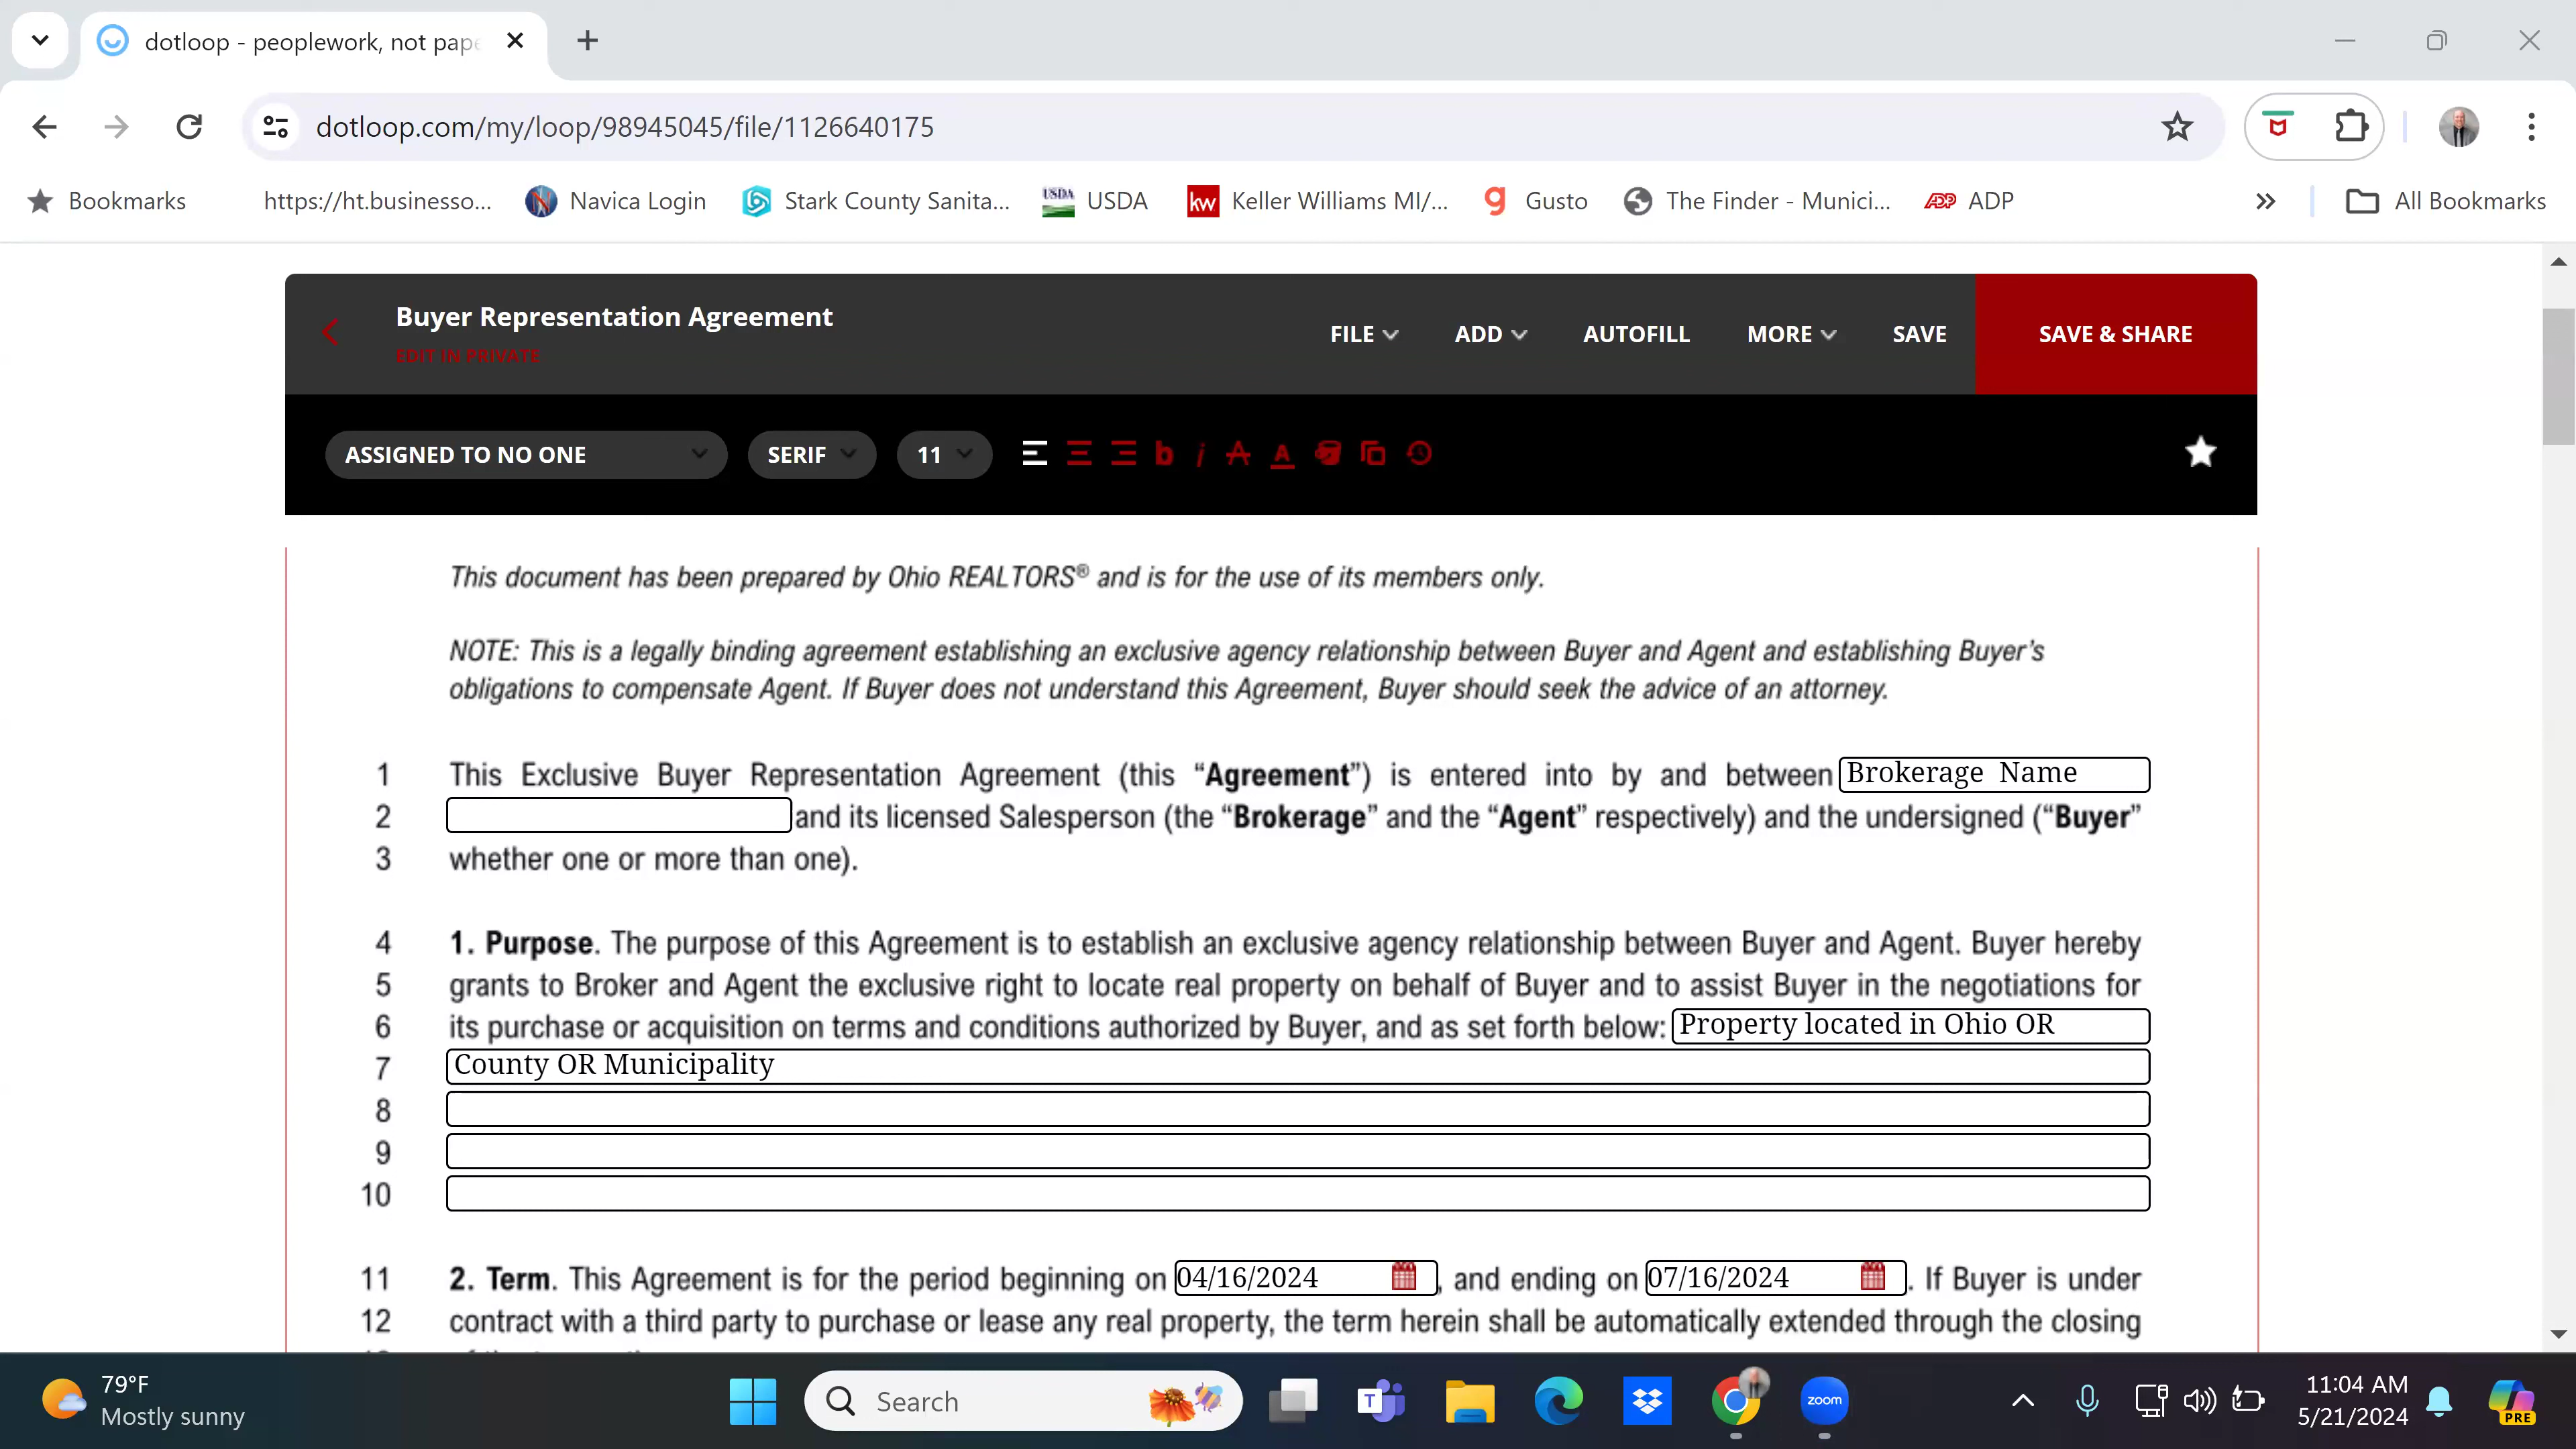 dotloop - peoplework, not pape
dotloop.com/my/loop/98945045/file/1126640175
Bookmarks https://ht.businesso... Navica Login Stark County Sanita... USDA USDA kw Keller Williams MI/... g Gusto The Finder - Munici... ADP ADP » All Bookmarks
Buyer Representation Agreement
EDIT IN PRIVATE
FILE ADD AUTOFILL MORE SAVE SAVE & SHARE
ASSIGNED TO NO ONE SERIF 11 b i A A
This document has been prepared by Ohio REALTORS® and is for the use of its members only.
NOTE: This is a legally binding agreement establishing an exclusive agency relationship between Buyer and Agent and establishing Buyer's
obligations to compensate Agent. If Buyer does not understand this Agreement, Buyer should seek the advice of an attorney.
1 This Exclusive Buyer Representation Agreement (this “Agreement”) is entered into by and between Brokerage Name
2 and its licensed Salesperson (the “Brokerage” and the “Agent” respectively) and the undersigned (“Buyer”
3 whether one or more than one).
4 1. Purpose. The purpose of this Agreement is to establish an exclusive agency relationship between Buyer and Agent. Buyer hereby
5 grants to Broker and Agent the exclusive right to locate real property on behalf of Buyer and to assist Buyer in the negotiations for
6 its purchase or acquisition on terms and conditions authorized by Buyer, and as set forth below: Property located in Ohio OR
7 County OR Municipality
8
9
10
11 2. Term. This Agreement is for the period beginning on 04/16/2024, and ending on 07/16/2024. If Buyer is under
12 contract with a third party to purchase or lease any real property, the term herein shall be automatically extended through the closing
79°F
Mostly sunny
Search
T
zoom
11:04 AM
5/21/2024
PRE